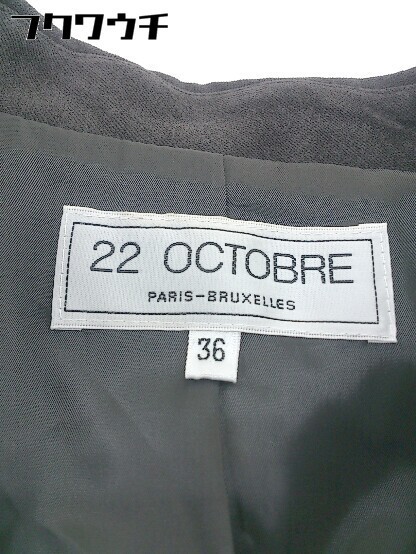 フクワウチ
22 OCTOBRE
PARIS-BRUXELLES
36